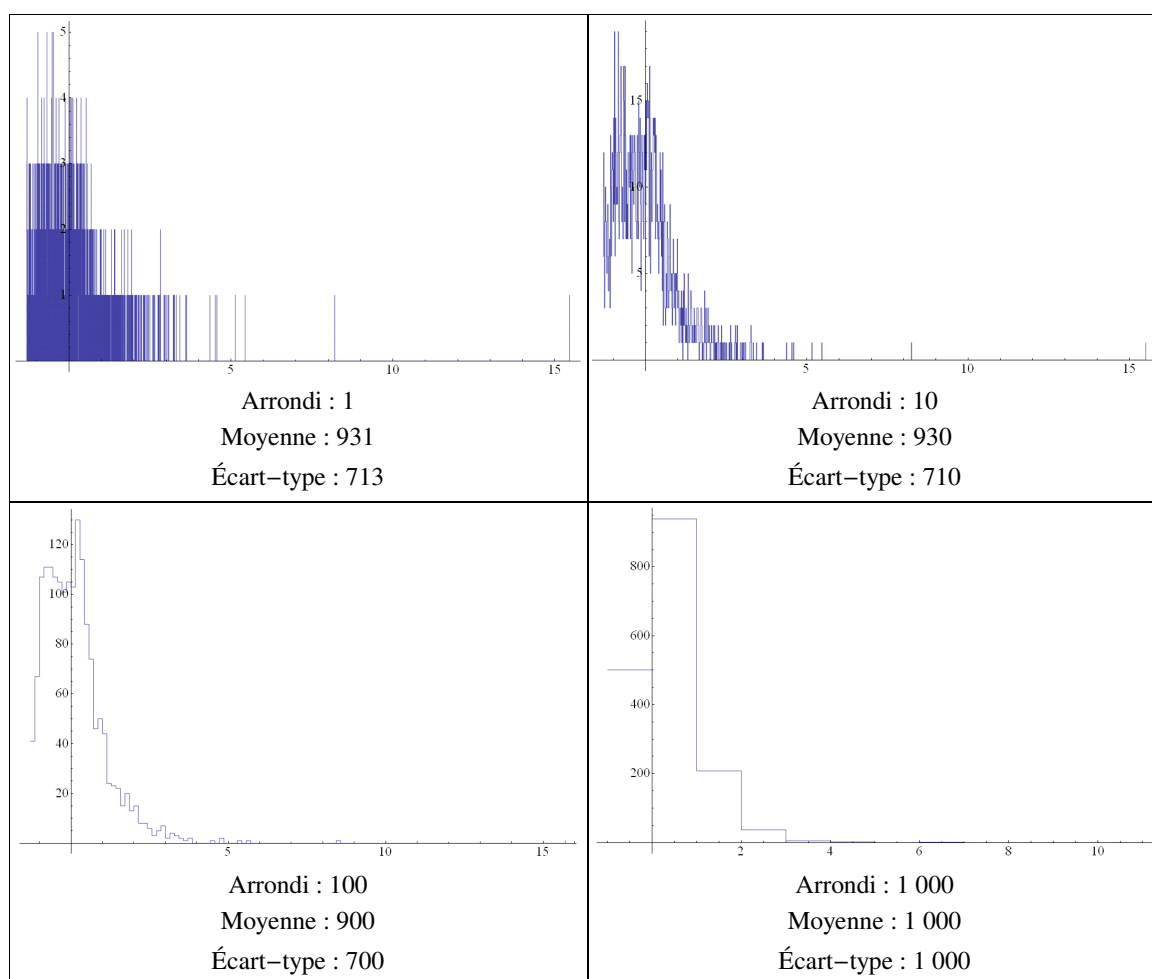 5
4
3
2
1
5 10 15
Arrondi : 1
Moyenne : 931
Écart−type : 713
15
10
5
5 10 15
Arrondi : 10
Moyenne : 930
Écart−type : 710
120
100
80
60
40
20
5 10 15
Arrondi : 100
Moyenne : 900
Écart−type : 700
800
600
400
200
2 4 6 8 10
Arrondi : 1 000
Moyenne : 1 000
Écart−type : 1 000